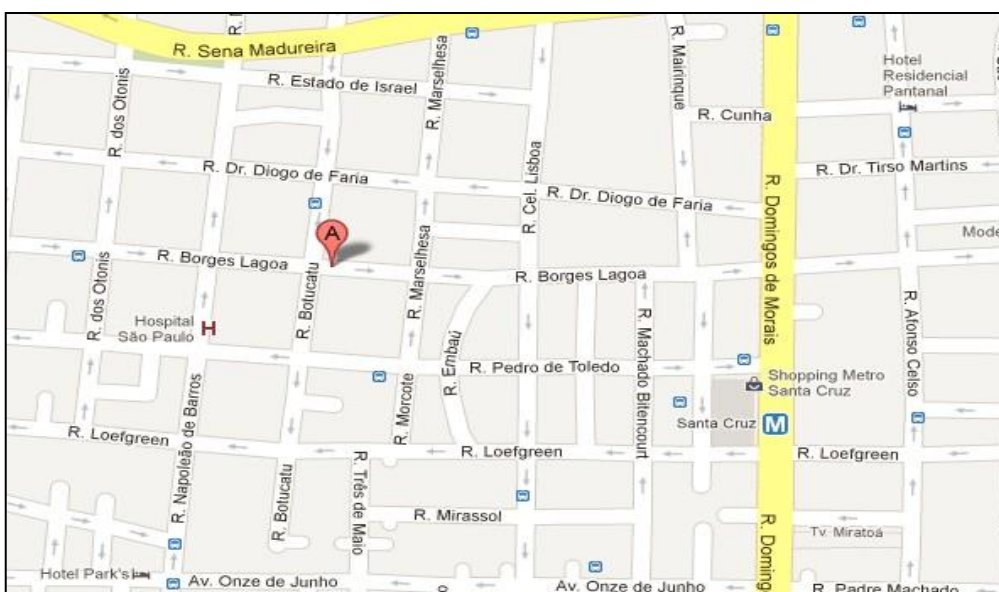 R. Sena Madureira
R. Estado de Israel
R. dos Otonis
R. Marselhesa
R. Mairinque
Hotel
Residencial
Pantanal
R. Cunha
R. Dr. Diogo de Faria
R. Cel. Lisboa
R. Dr. Diogo de Faria
R. Dr. Tirso Martins
R. Domingos de Morais
A
R. Borges Lagoa
R. Marselhesa
R. Borges Lagoa
R. dos Otonis
R. Botucatu
Hospital
São Paulo
H
R. Embaú
R. Pedro de Toledo
R. Machado Bitencourt
R. Afonso Celso
Shopping Metro
Santa Cruz
Santa Cruz
M
R. Napoleão de Barros
R. Morcote
R. Loefgreen
R. Loefgreen
R. Loefgreen
R. Botucatu
R. Três de Maio
R. Mirassol
R. Doming
Tv. Miratoá
Hotel Park's
Av. Onze de Junho
Av. Onze de Junho
R. Padre Machado